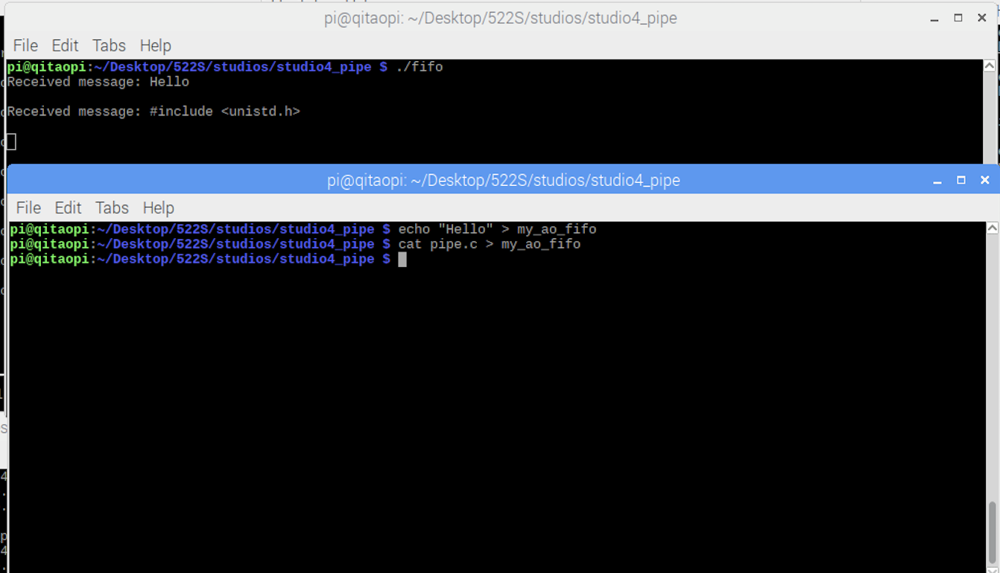 pi@qitaopi: ~/Desktop/522S/studios/studio4_pipe
File Edit Tabs Help
pi@qitaopi:~/Desktop/522S/studios/studio4_pipe $ ./fifo
Received message: Hello
Received message: #include <unistd.h>
pi@qitaopi: ~/Desktop/522S/studios/studio4_pipe
File Edit Tabs Help
pi@qitaopi:~/Desktop/522S/studios/studio4_pipe $ echo "Hello" > my_ao_fifo
pi@qitaopi:~/Desktop/522S/studios/studio4_pipe $ cat pipe.c > my_ao_fifo
pi@qitaopi:~/Desktop/522S/studios/studio4_pipe $